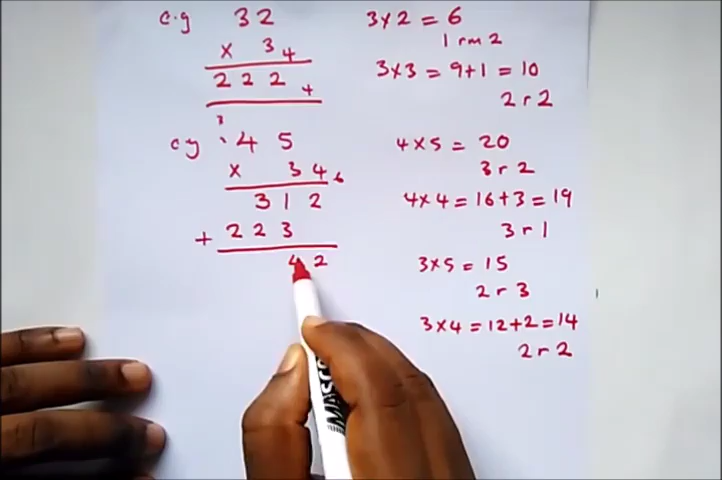 e.g 32
x 3 4
222 4
e.g 45
x 34 6
312
+ 223
42
3x2 = 6
1 rm 2
3x3 = 9+1 = 10
2 r 2
4x5 = 20
3 r 2
4x4 = 16+3 = 19
3 r 1
3x5 = 15
2 r 3
3x4 = 12+2 = 14
2 r 2